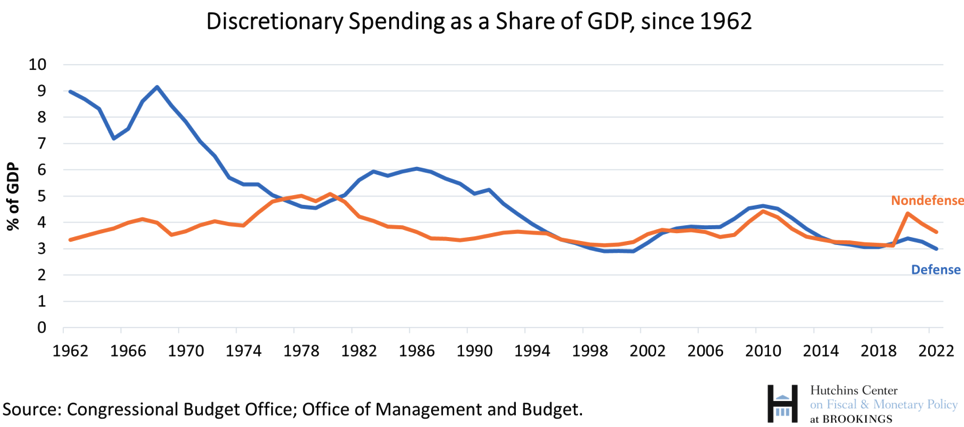 Discretionary Spending as a Share of GDP, since 1962
% of GDP
10
9
8
7
6
5
4
3
2
1
0
Nondefense
Defense
1962 1966 1970 1974 1978 1982 1986 1990 1994 1998 2002 2006 2010 2014 2018 2022
Source: Congressional Budget Office; Office of Management and Budget.
H
Hutchins Center
on Fiscal & Monetary Policy
at BROOKINGS